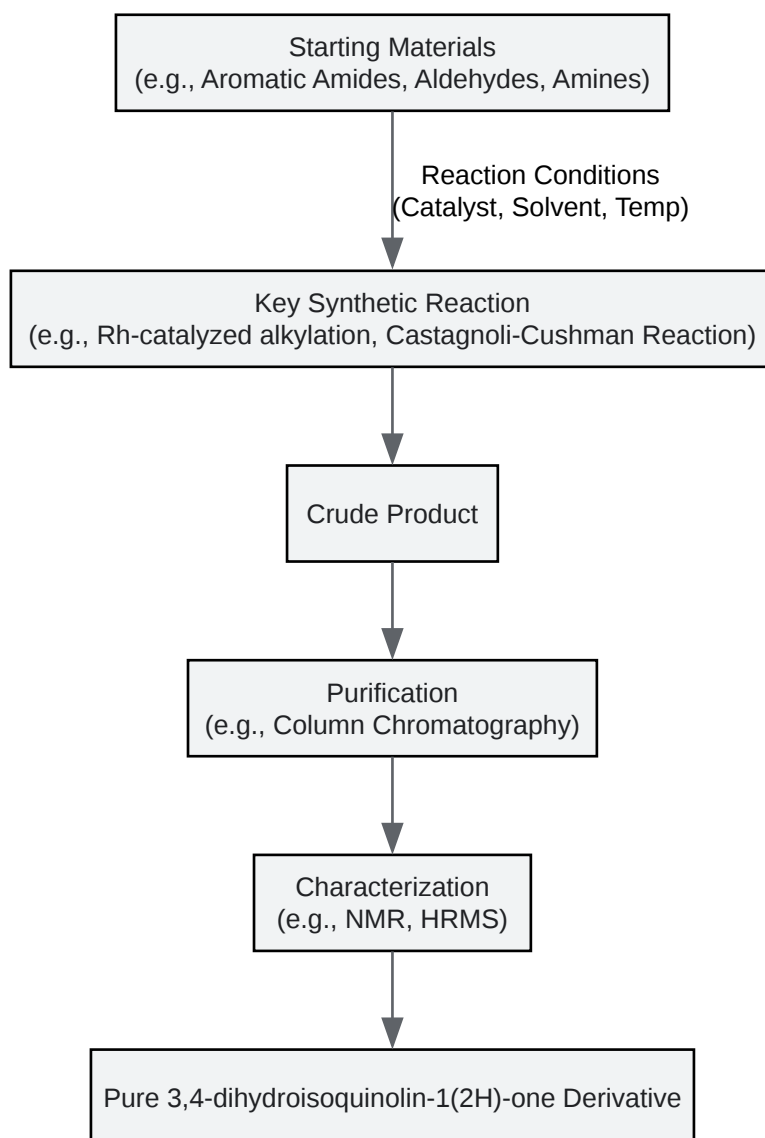 Starting Materials
(e.g., Aromatic Amides, Aldehydes, Amines)
Reaction Conditions
(Catalyst, Solvent, Temp)
Key Synthetic Reaction
(e.g., Rh-catalyzed alkylation, Castagnoli-Cushman Reaction)
Crude Product
Purification
(e.g., Column Chromatography)
Characterization
(e.g., NMR, HRMS)
Pure 3,4-dihydroisoquinolin-1(2H)-one Derivative